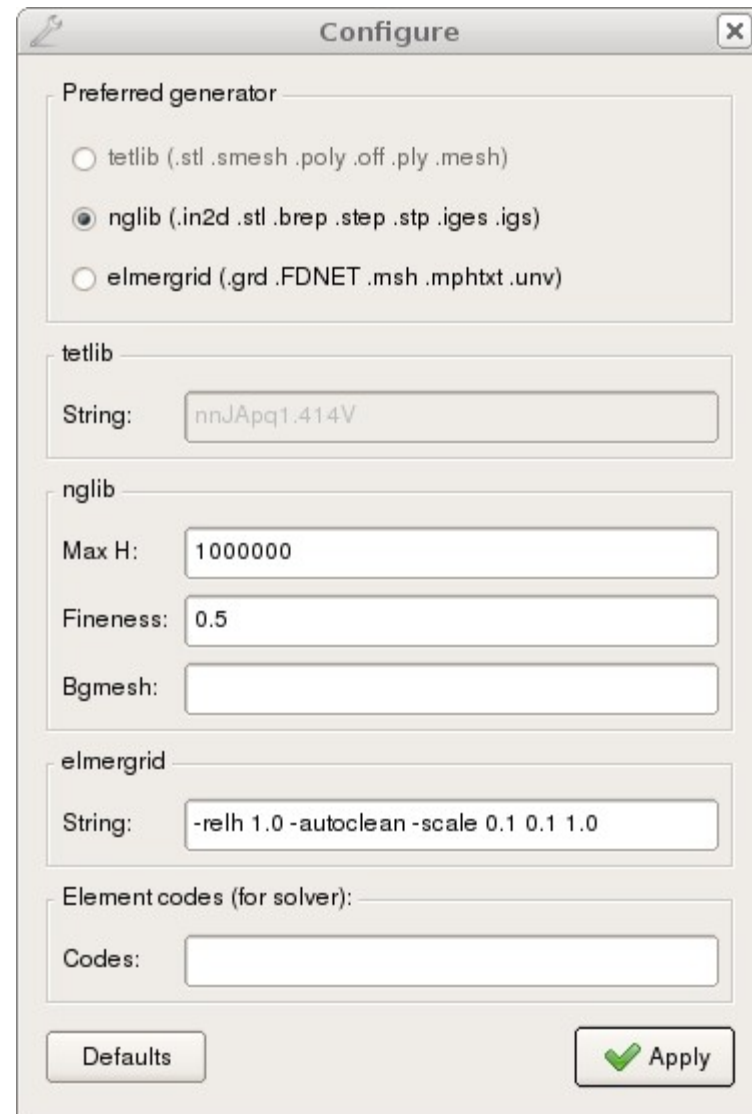 Configure
Preferred generator
tetlib (.stl .smesh .poly .off .ply .mesh)
nglib (.in2d .stl .brep .step .stp .iges .igs)
elmergrid (.grd .FDNET .msh .mphtxt .unv)
tetlib
String: nnJApq1.414V
nglib
Max H: 1000000
Fineness: 0.5
Bgmesh:
elmergrid
String: -relh 1.0 -autoclean -scale 0.1 0.1 1.0
Element codes (for solver):
Codes:
Defaults Apply